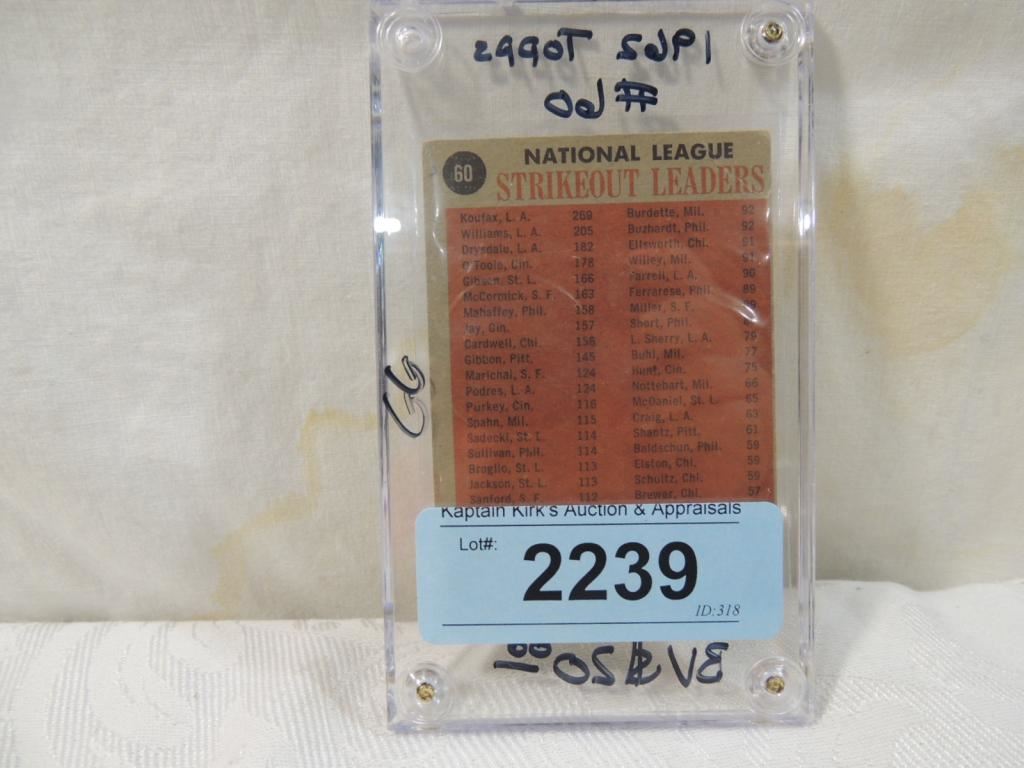 1962 Topps
#60
60
NATIONAL LEAGUE
STRIKEOUT LEADERS
Koufax, L. A. 269 Burdette, Mil. 92
Williams, L. A. 205 Buzhardt, Phil. 92
Drysdale, L. A. 182 Ellsworth, Chi. 91
O'Toole, Cin. 178 Willey, Mil. 91
Gibson, St. L. 166 Farrell, L. A. 90
McCormick, S. F. 163 Ferrarese, Phil. 89
Mahaffey, Phil. 158 Miller, S. F. 89
Jay, Cin. 157 Short, Phil.
Cardwell, Chi. 156 L. Sherry, L. A. 79
Gibbon, Pitt. 145 Buhl, Mil. 77
Marichal, S. F. 124 Hunt, Cin. 75
Podres, L. A. 124 Nottebart, Mil. 66
Purkey, Cin. 116 McDaniel, St. L. 65
Spahn, Mil. 115 Craig, L. A. 63
Sadecki, St. L. 114 Shantz, Pitt. 61
Sullivan, Phil. 114 Baldschun, Phil. 59
Broglio, St. L. 113 Elston, Chi. 59
Jackson, St. L. 113 Schultz, Chi. 59
Sanford, S. F. 112 Brewer, Chi. 57
Kaptain Kirk's Auction & Appraisals
Lot#:
2239
ID:318
BV $20.00